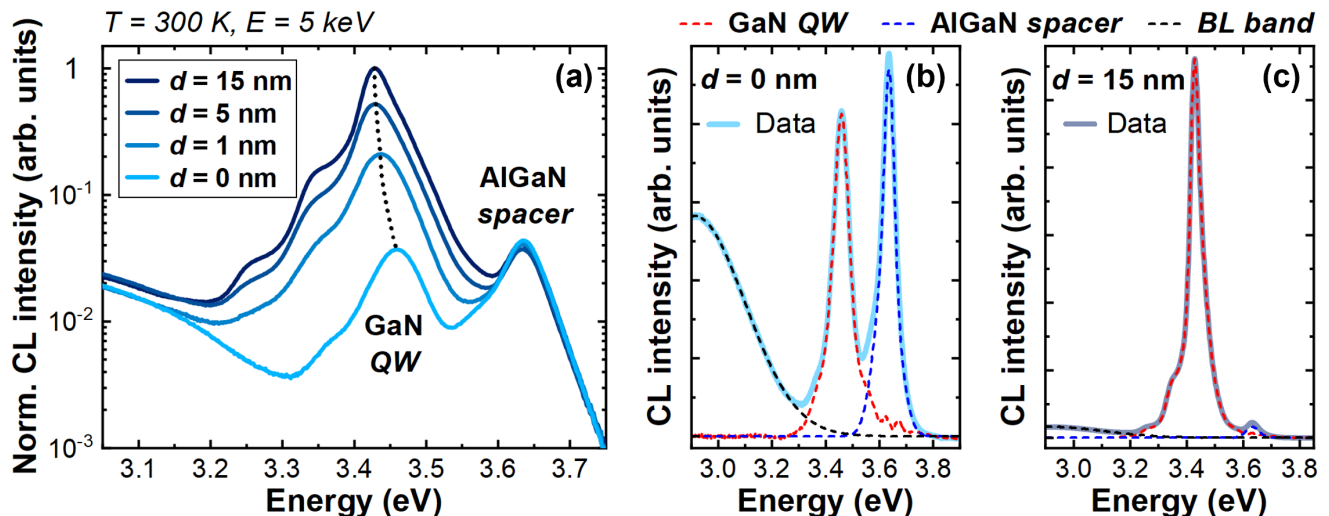 T = 300 K, E = 5 keV
GaN QW AlGaN spacer BL band
Norm. CL intensity (arb. units)
1
10⁻¹
10⁻²
10⁻³
d = 15 nm
d = 5 nm
d = 1 nm
d = 0 nm
(a)
AlGaN
spacer
GaN
QW
3.1 3.2 3.3 3.4 3.5 3.6 3.7
Energy (eV)
CL intensity (arb. units)
d = 0 nm (b)
Data
3.0 3.2 3.4 3.6 3.8
Energy (eV)
CL intensity (arb. units)
d = 15 nm (c)
Data
3.0 3.2 3.4 3.6 3.8
Energy (eV)